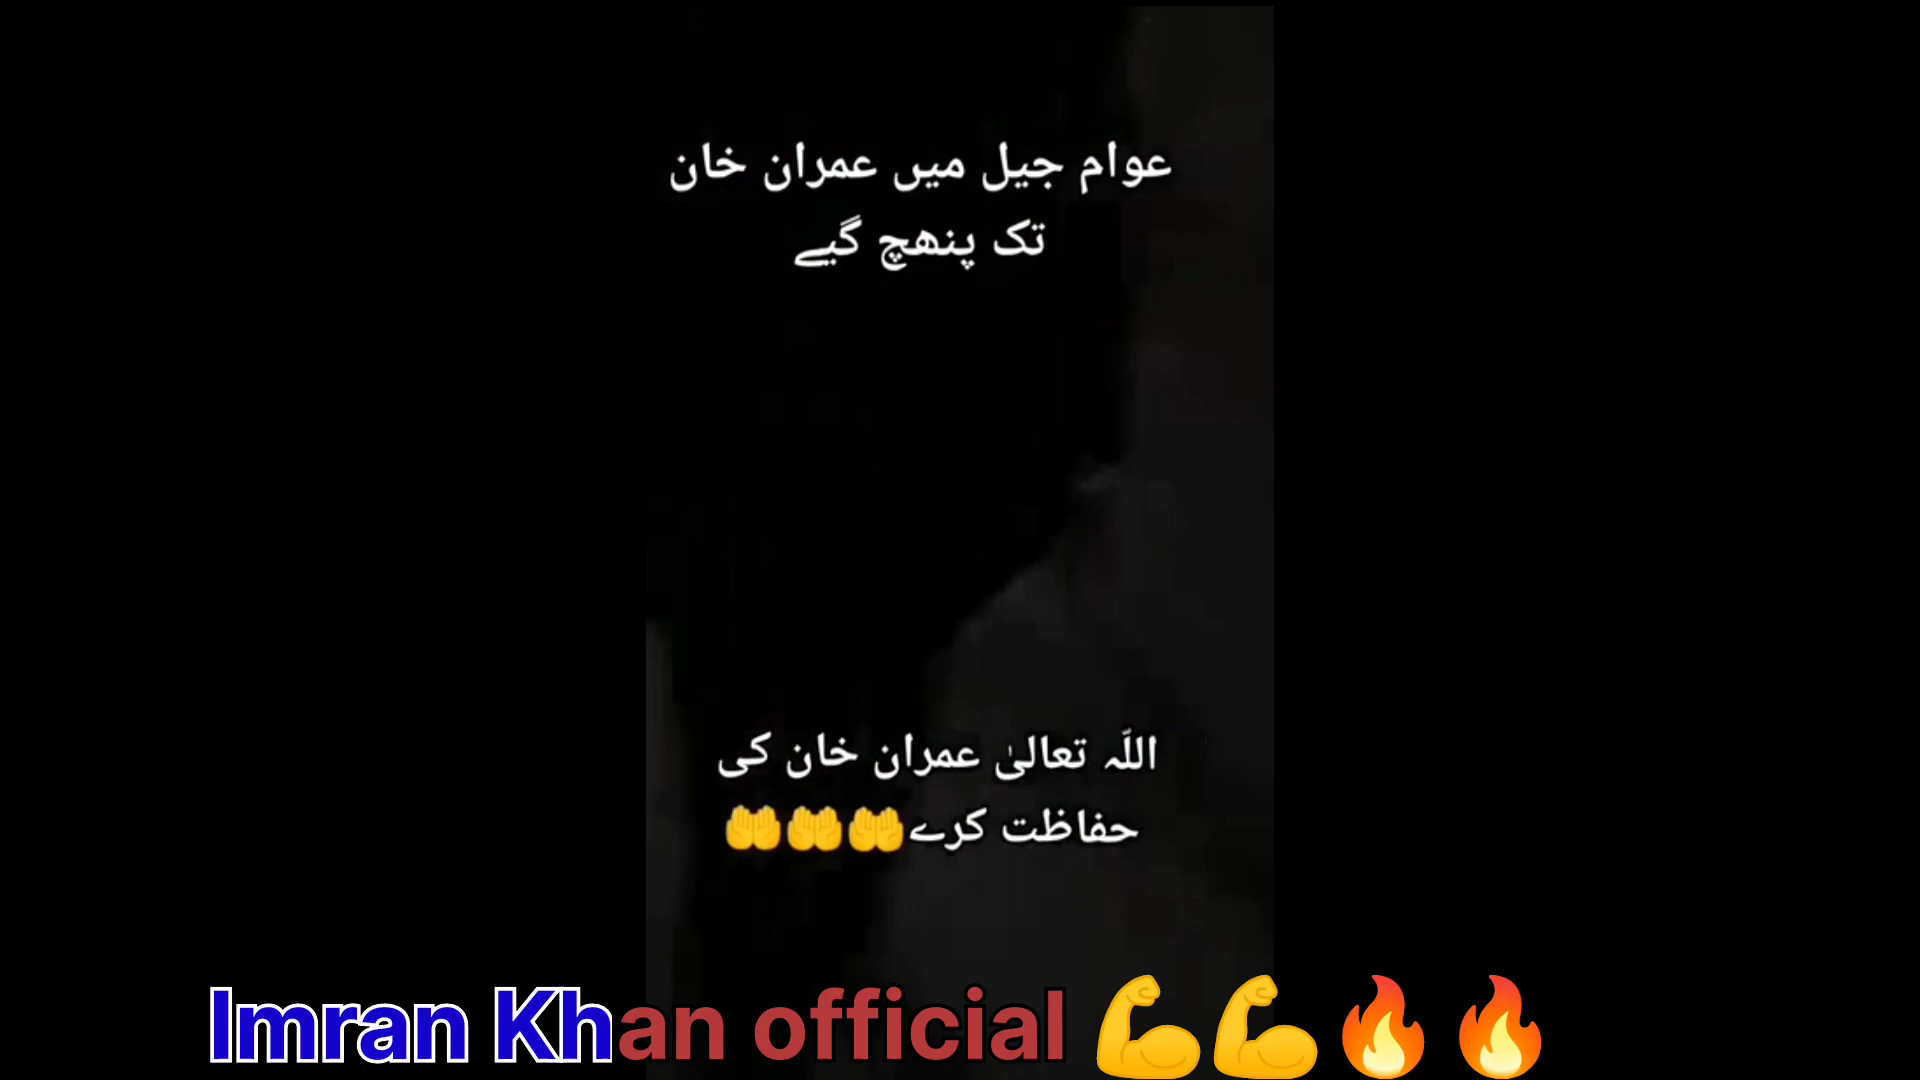 عوام جیل میں عمران خان
تک پنھچ گیے
اللّٰہ تعالیٰ عمران خان کی
حفاظت کرے🤲🤲🤲
Imran Khan official 💪💪🔥🔥